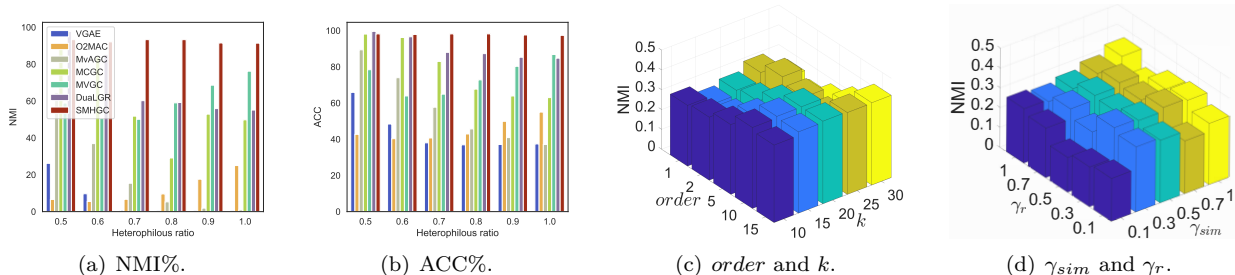 100
80
60
40
20
0
NMI
VGAE
O2MAC
MvAGC
MCGC
MVGC
DuaLGR
SMHGC
0.5 0.6 0.7 0.8 0.9 1.0
Heterophilous ratio
(a) NMI%.
100
80
60
40
20
0
ACC
0.5 0.6 0.7 0.8 0.9 1.0
Heterophilous ratio
(b) ACC%.
0.5
0.4
0.3
0.2
0.1
0
NMI
1
2
5
10
15
order
10
15
20
25
30
k
(c) order and k.
0.5
0.4
0.3
0.2
0.1
0
NMI
1
0.7
0.5
0.3
0.1
γr
0.1
0.3
0.5
0.7
1
γsim
(d) γsim and γr.